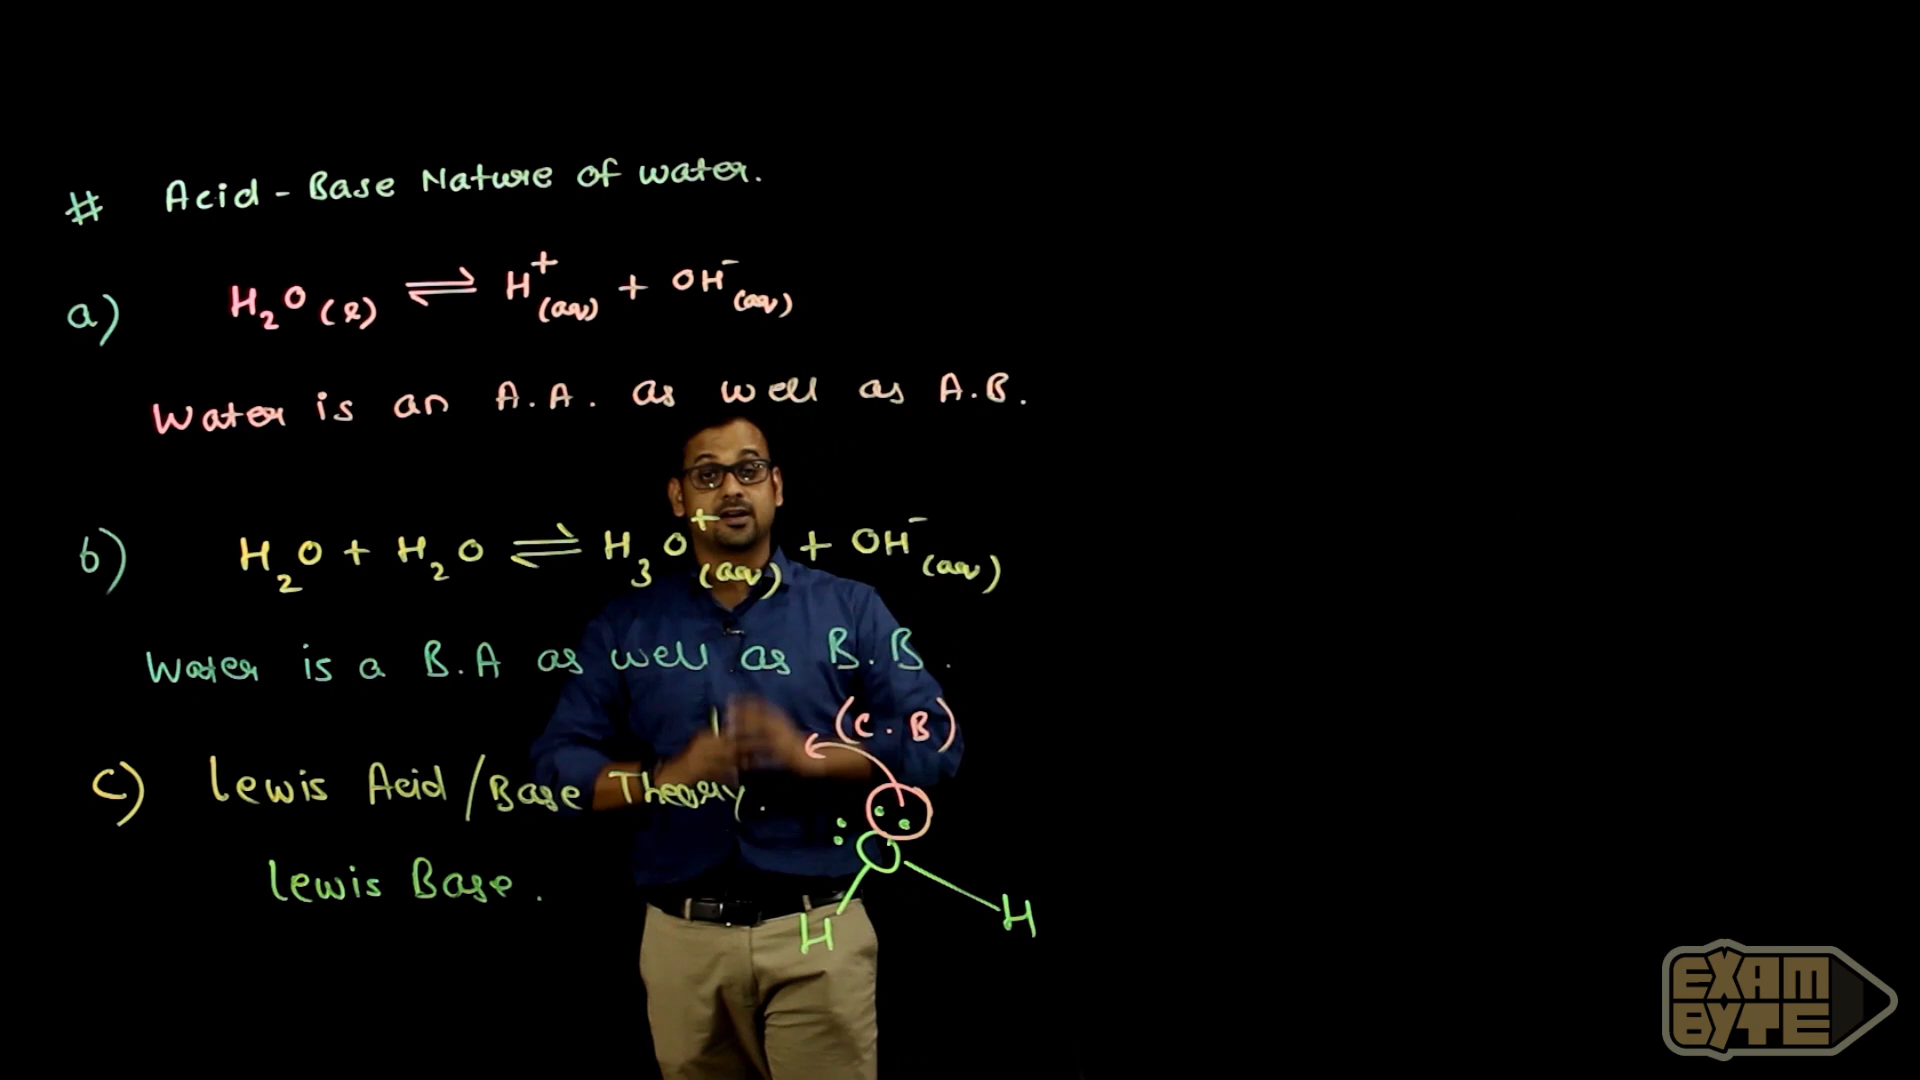 # Acid - Base Nature of water.
a) H₂O(l) ⇌ H⁺(aq) + OH⁻(aq)
Water is an A.A. as well as A.B.
b) H₂O + H₂O ⇌ H₃O⁺(aq) + OH⁻(aq)
Water is a B.A as well as B.B.
(C.B)
c) Lewis Acid/Base Theory.
Lewis Base.
O
H H
EXAM
BYTE